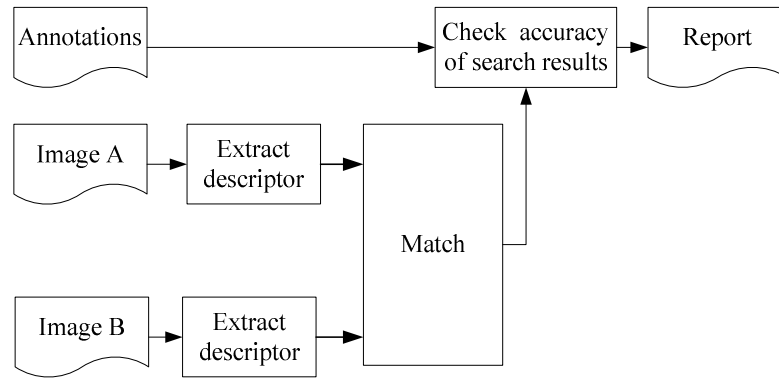 Annotations
Check accuracy
of search results
Report
Image A
Extract
descriptor
Match
Image B
Extract
descriptor